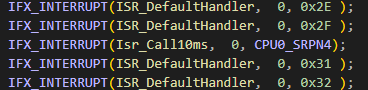 IFX_INTERRUPT(ISR_DefaultHandler,  0, 0x2E );
IFX_INTERRUPT(ISR_DefaultHandler,  0, 0x2F );
IFX_INTERRUPT(Isr_Call10ms,  0, CPU0_SRPN4);
IFX_INTERRUPT(ISR_DefaultHandler,  0, 0x31 );
IFX_INTERRUPT(ISR_DefaultHandler,  0, 0x32 );